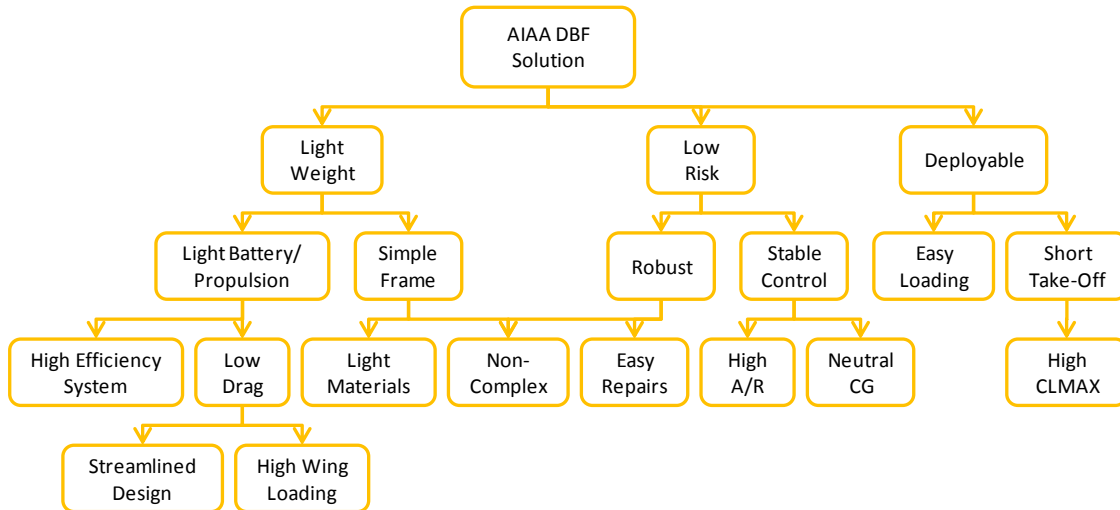 AIAA DBF
Solution
Light
Weight
Low
Risk
Deployable
Light Battery/
Propulsion
Simple
Frame
Robust
Stable
Control
Easy
Loading
Short
Take-Off
High Efficiency
System
Low
Drag
Light
Materials
Non-
Complex
Easy
Repairs
High
A/R
Neutral
CG
High
CLMAX
Streamlined
Design
High Wing
Loading